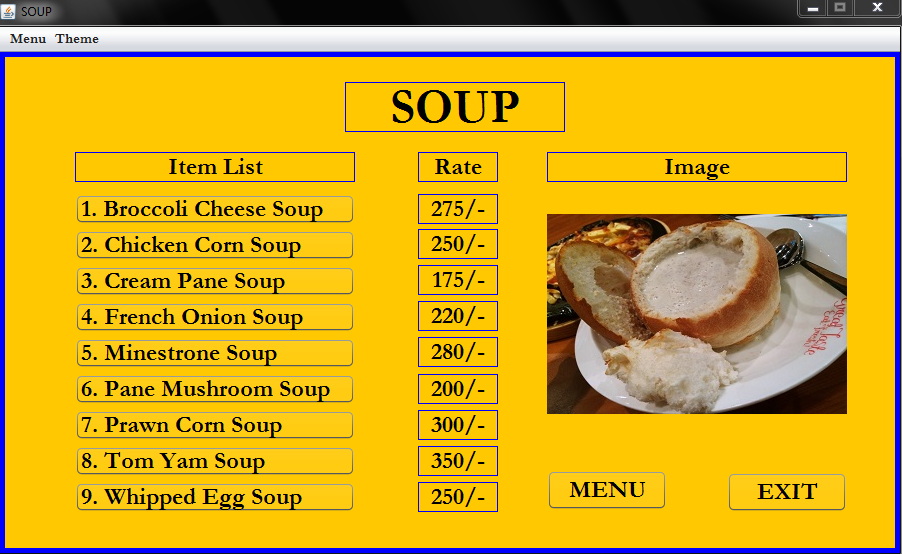 SOUP
Menu Theme
SOUP
Item List Rate Image
1. Broccoli Cheese Soup 275/-
2. Chicken Corn Soup 250/-
3. Cream Pane Soup 175/-
4. French Onion Soup 220/-
5. Minestrone Soup 280/-
6. Pane Mushroom Soup 200/-
7. Prawn Corn Soup 300/-
8. Tom Yam Soup 350/-
9. Whipped Egg Soup 250/-
MENU EXIT